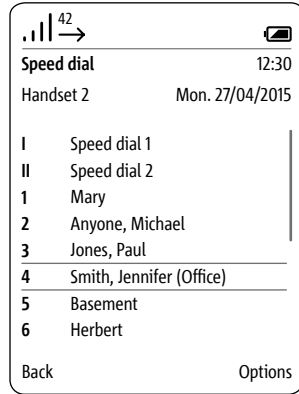 42
Speed dial 12:30
Handset 2 Mon. 27/04/2015
I Speed dial 1
II Speed dial 2
1 Mary
2 Anyone, Michael
3 Jones, Paul
4 Smith, Jennifer (Office)
5 Basement
6 Herbert
Back Options